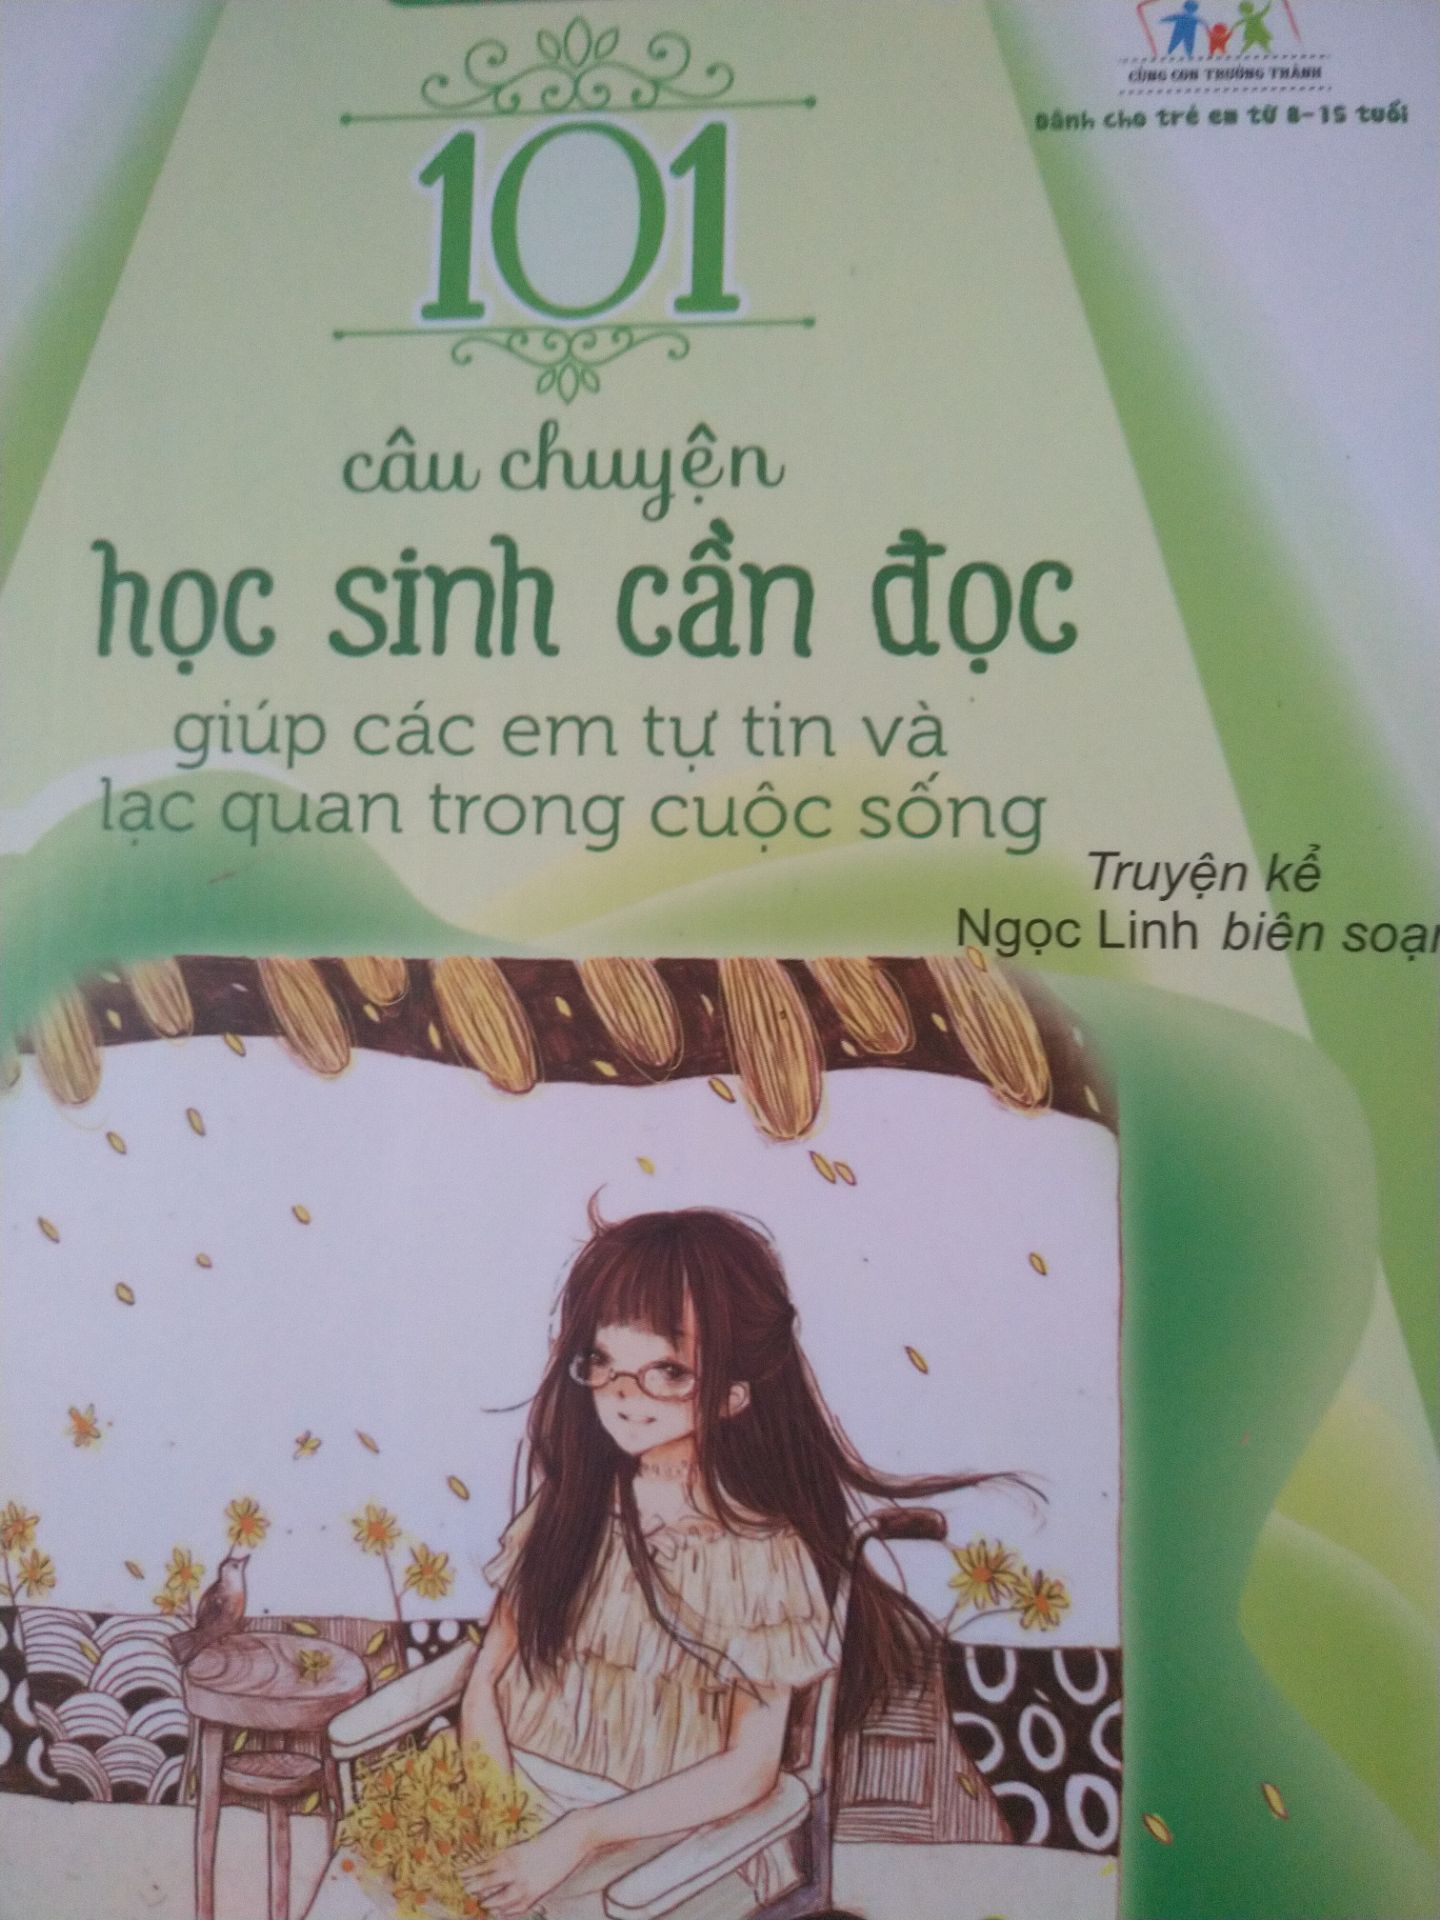 CÙNG CON TRƯỞNG THÀNH
Dành cho trẻ em từ 8-15 tuổi
101
câu chuyện
học sinh cần đọc
giúp các em tự tin và
lạc quan trong cuộc sống
Truyện kể
Ngọc Linh biên soạn